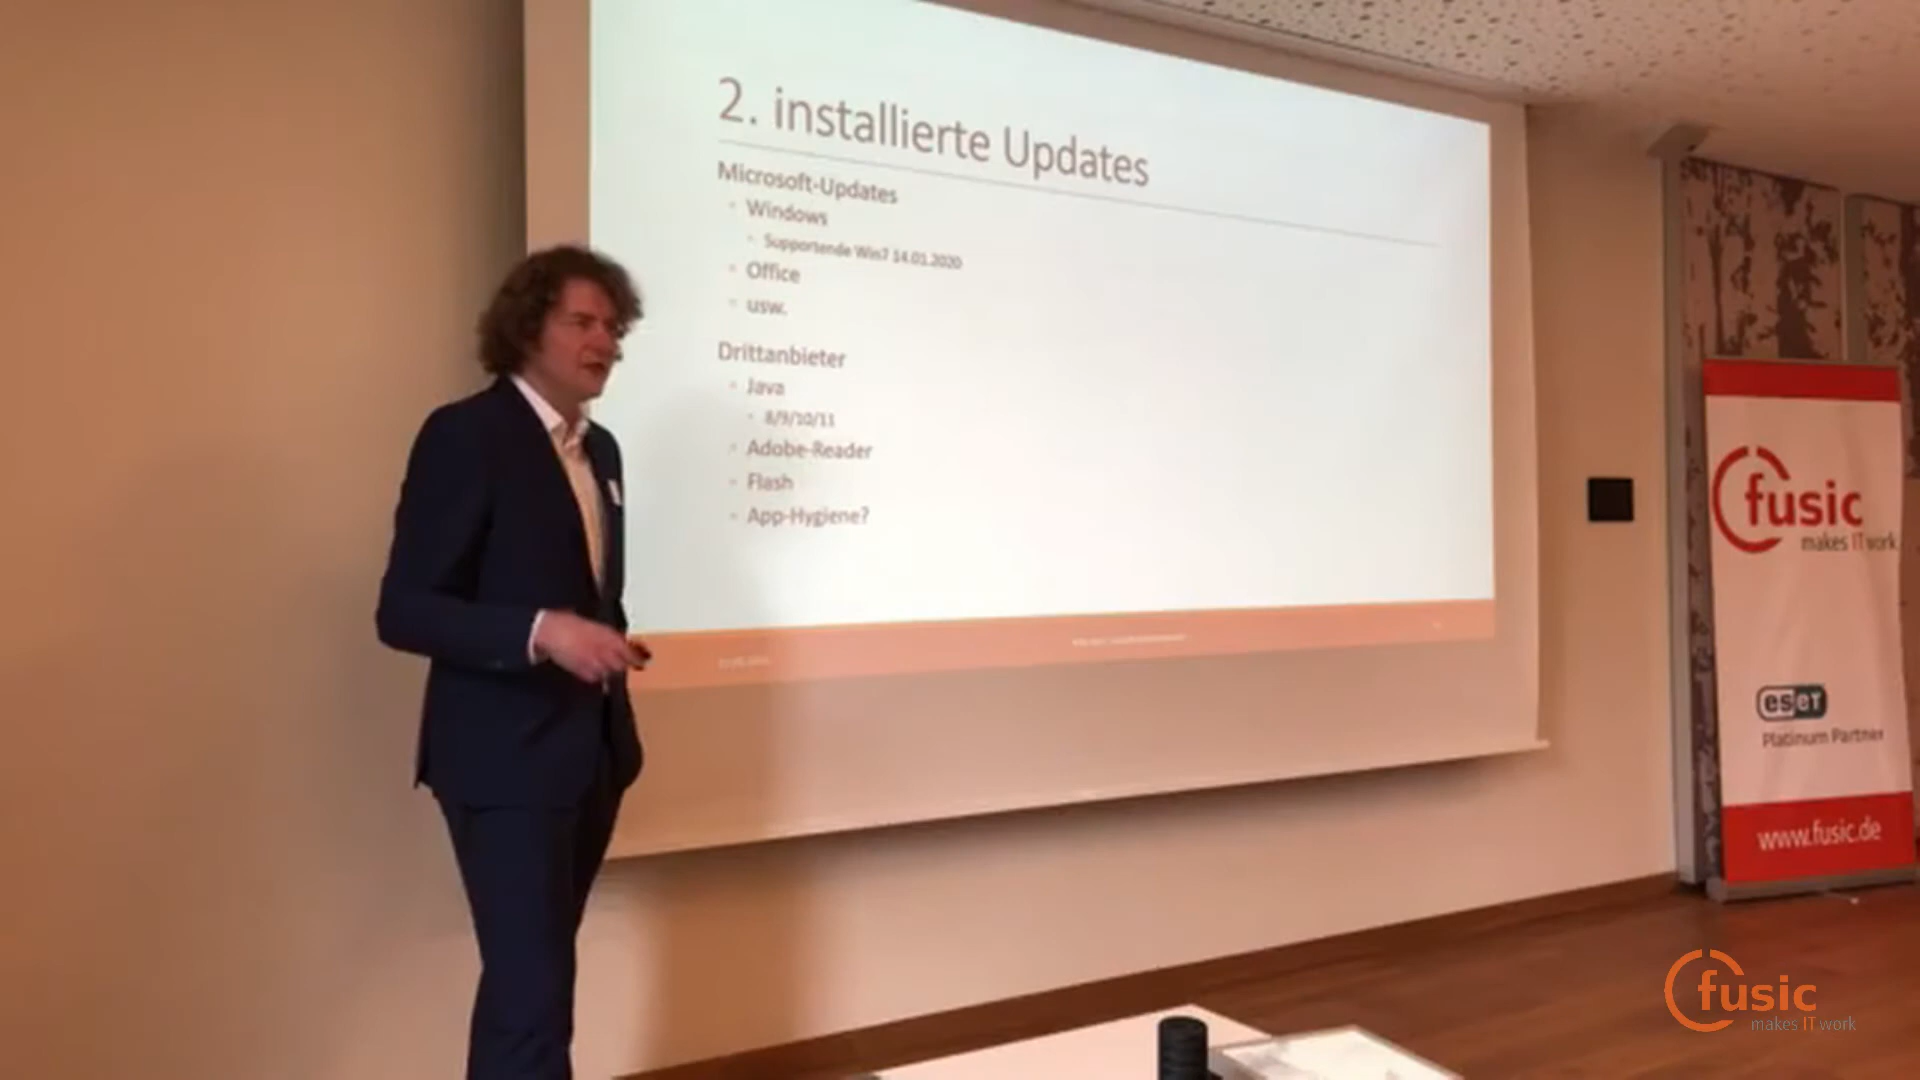 2. installierte Updates
Microsoft-Updates
Windows
Supportende Win7 14.01.2020
Office
usw.
Drittanbieter
Java
8/9/10/11
Adobe-Reader
Flash
App-Hygiene?
fusic
makes IT work
eset
Platinum Partner
www.fusic.de
fusic
makes IT work